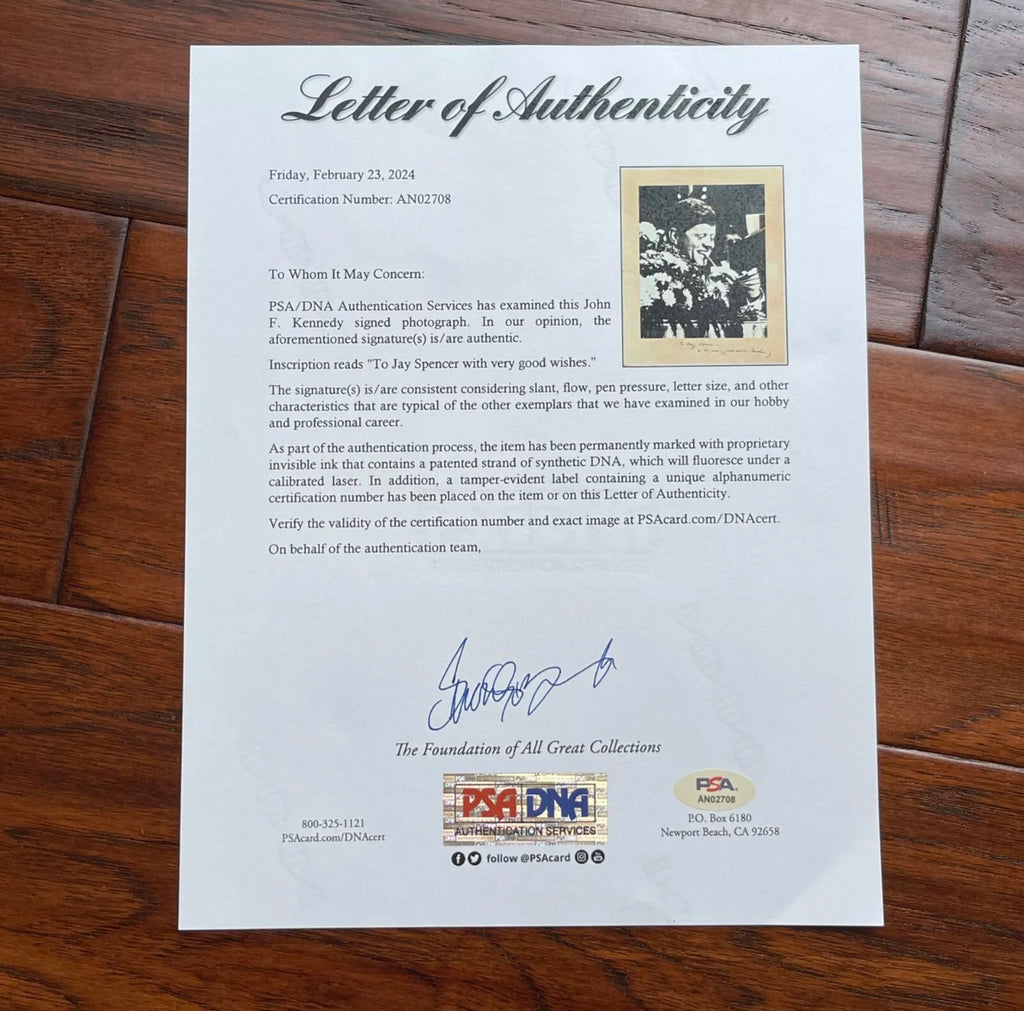 Letter of Authenticity
Friday, February 23, 2024
Certification Number: AN02708
To Whom It May Concern:
PSA/DNA Authentication Services has examined this John
F. Kennedy signed photograph. In our opinion, the
aforementioned signature(s) is/are authentic.
Inscription reads "To Jay Spencer with very good wishes."
The signature(s) is/are consistent considering slant, flow, pen pressure, letter size, and other
characteristics that are typical of the other exemplars that we have examined in our hobby
and professional career.
As part of the authentication process, the item has been permanently marked with proprietary
invisible ink that contains a patented strand of synthetic DNA, which will fluoresce under a
calibrated laser. In addition, a tamper-evident label containing a unique alphanumeric
certification number has been placed on the item or on this Letter of Authenticity.
Verify the validity of the certification number and exact image at PSAcard.com/DNAcert.
On behalf of the authentication team,
The Foundation of All Great Collections
PSA DNA
AUTHENTICATION SERVICES
follow @PSAcard
800-325-1121
PSAcard.com/DNAcert
PSA.
AN02708
P.O. Box 6180
Newport Beach, CA 92658